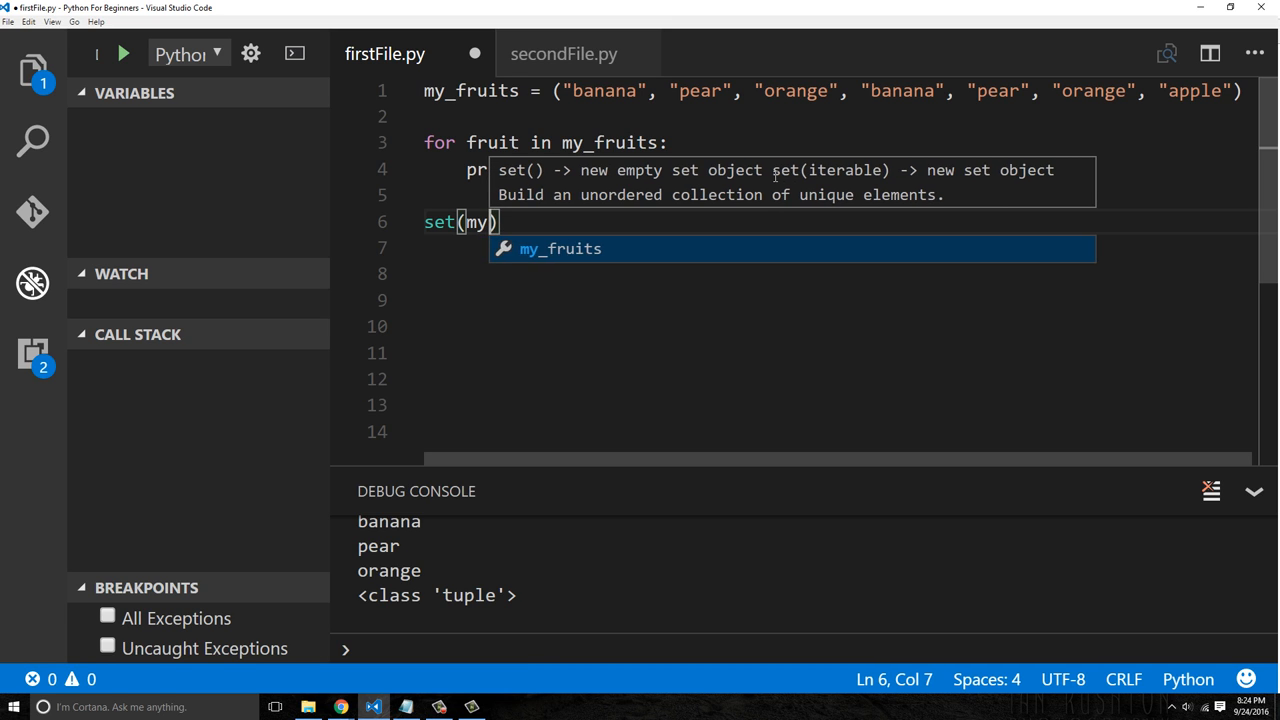 • firstFile.py - Python For Beginners - Visual Studio Code
File Edit View Go Help
Python
firstFile.py
secondFile.py
1
VARIABLES
WATCH
CALL STACK
2
BREAKPOINTS
All Exceptions
Uncaught Exceptions
1 my_fruits = ("banana", "pear", "orange", "banana", "pear", "orange", "apple")
2
3 for fruit in my_fruits:
4 pr
set() -> new empty set object set(iterable) -> new set object
5
Build an unordered collection of unique elements.
6 set(my)
7
my_fruits
8
9
10
11
12
13
14
DEBUG CONSOLE
banana
pear
orange
<class 'tuple'>
0 0
Ln 6, Col 7 Spaces: 4 UTF-8 CRLF Python
I'm Cortana. Ask me anything.
8:24 PM
9/24/2016